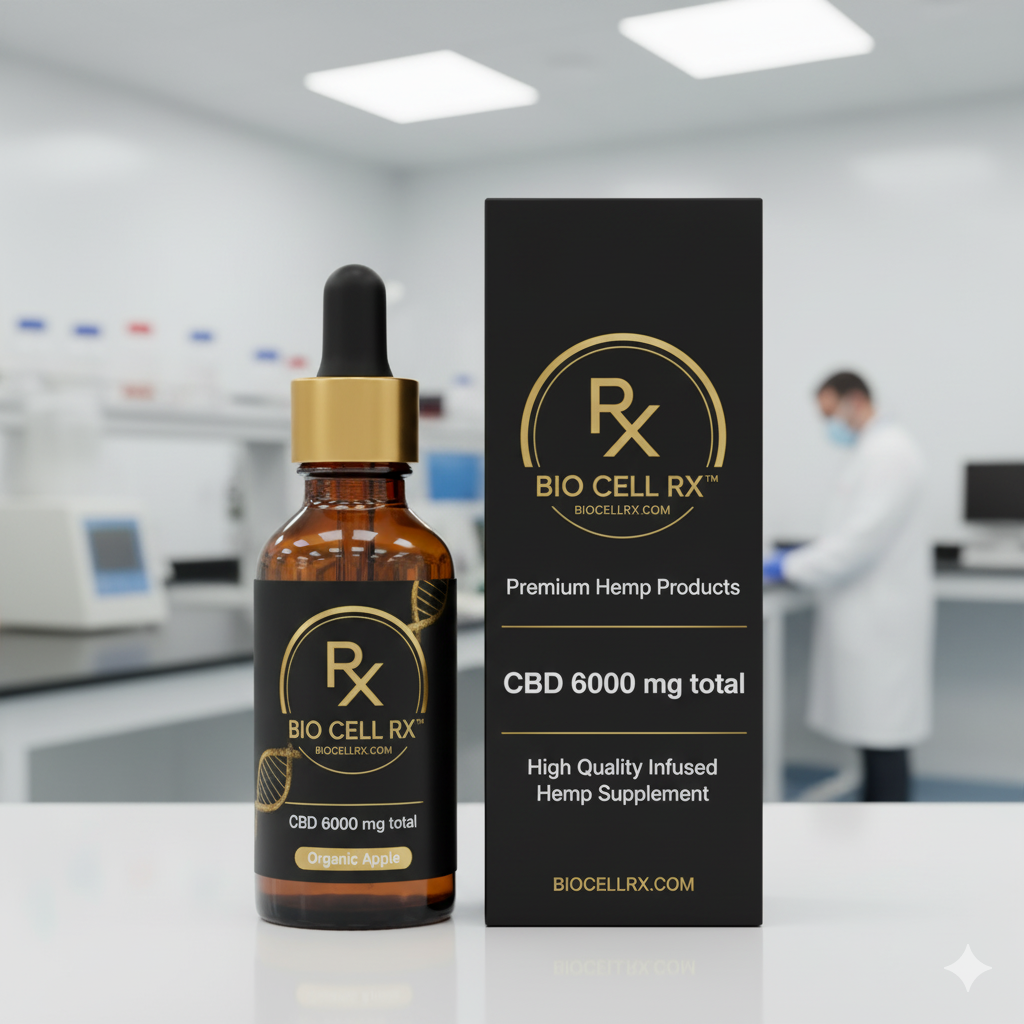 Rx
BIO CELL RX™
BIOCELLRX.COM
CBD 6000 mg total
Organic Apple
Rx
BIO CELL RX™
BIOCELLRX.COM
Premium Hemp Products
CBD 6000 mg total
High Quality Infused
Hemp Supplement
BIOCELLRX.COM